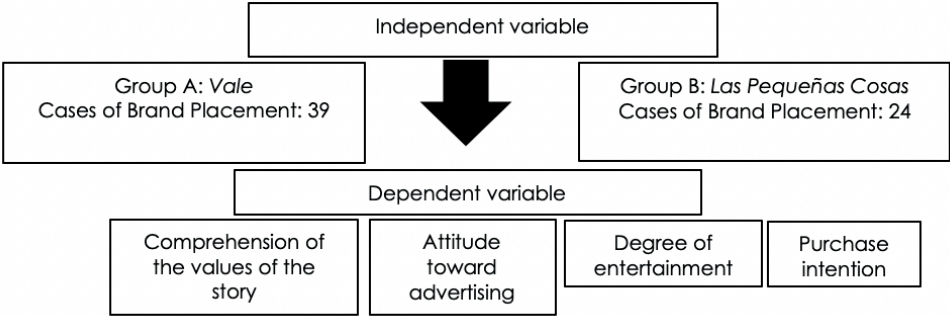 Independent variable
Group A: Vale
Cases of Brand Placement: 39
Group B: Las Pequeñas Cosas
Cases of Brand Placement: 24
Dependent variable
Comprehension of
the values of the
story
Attitude
toward
advertising
Degree of
entertainment
Purchase
intention